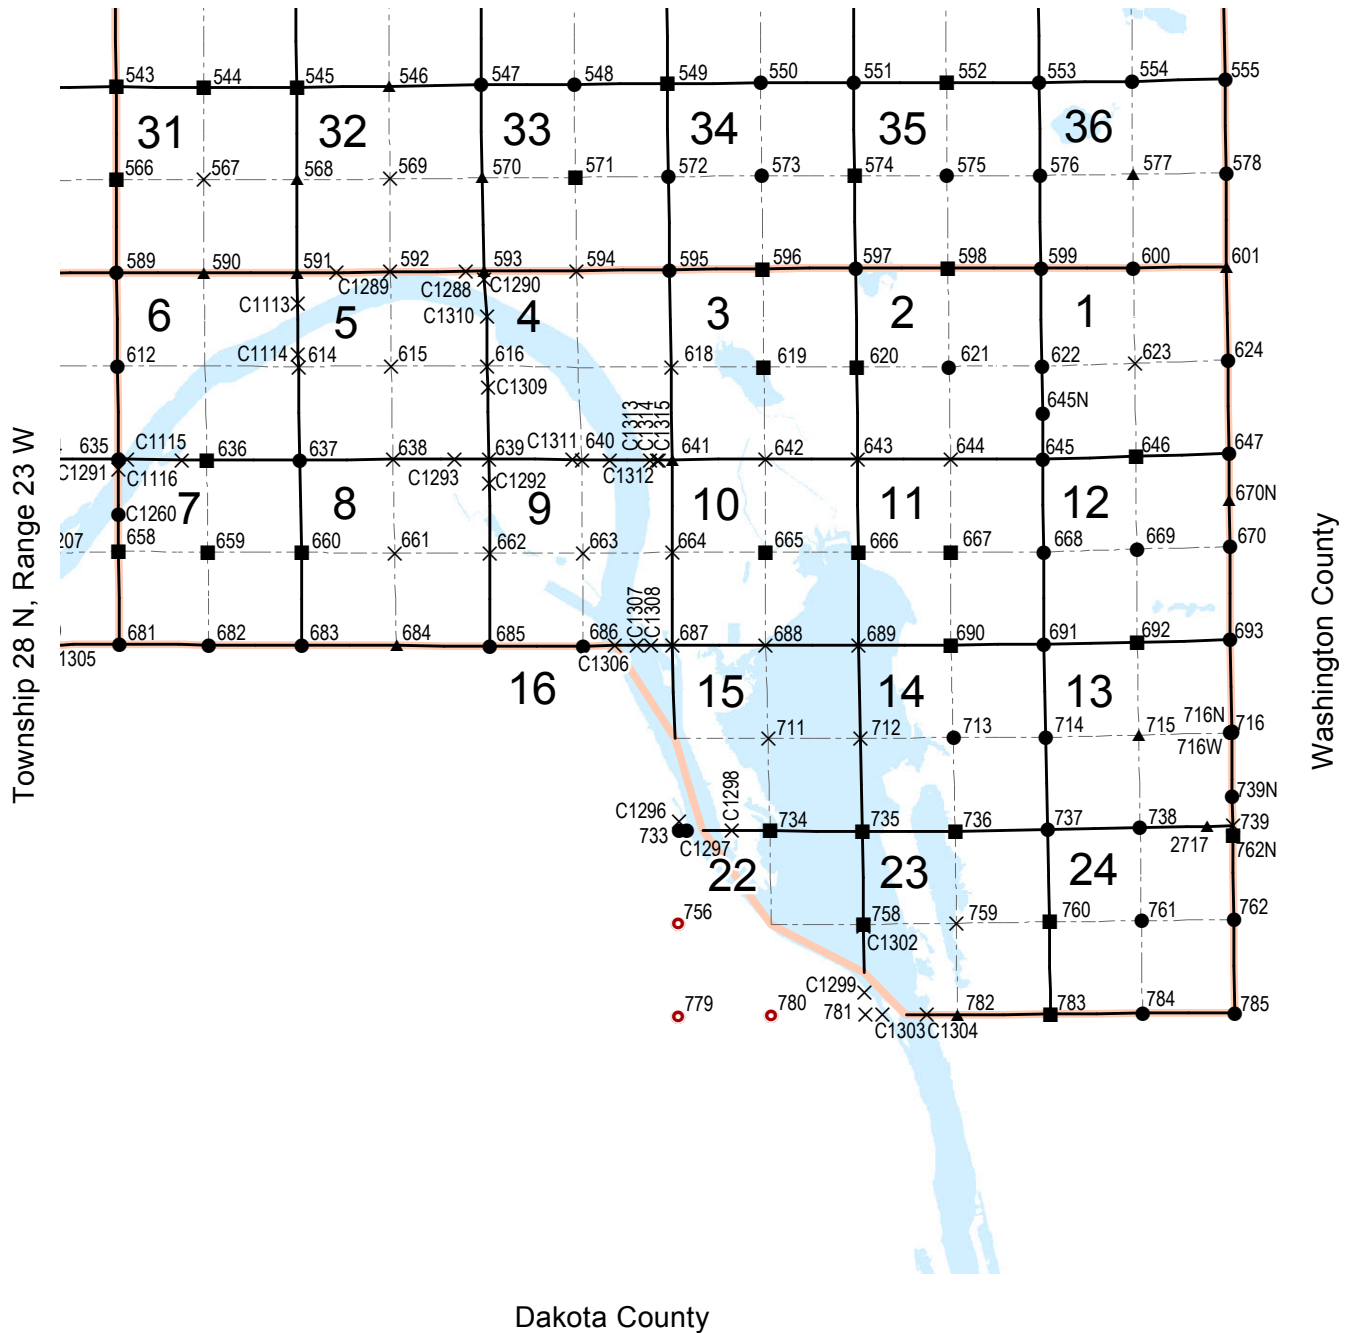 543 544 545 546 547 548 549 550 551 552 553 554 555
31 32 33 34 35 36
566 567 568 569 570 571 572 573 574 575 576 577 578
589 590 591 592 593 594 595 596 597 598 599 600 601
C1289 C1288 C1290
C1113 C1310
6 5 4 3 2 1
612 C1114 614 615 616 618 619 620 621 622 623 624
C1309
645N
C1313 C1314 C1315
635 C1115 636 637 638 639 C1311 640 641 642 643 644 645 646 647
C1291 C1116 C1293 C1292 C1312
670N
7 8 9 10 11 12
C1260
207 658 659 660 661 662 663 664 665 666 667 668 669 670
C1307 C1308
681 682 683 684 685 686 687 688 689 690 691 692 693
1305 C1306
16 15 14 13
711 712 713 714 715 716N 716
716W
739N
C1296 C1298
733 C1297 734 735 736 737 738 2717 739
762N
22 23 24
756 758 759 760 761 762
C1302
C1299
779 780 781 C1303 C1304 782 783 784 785
Township 28 N, Range 23 W
Washington County
Dakota County